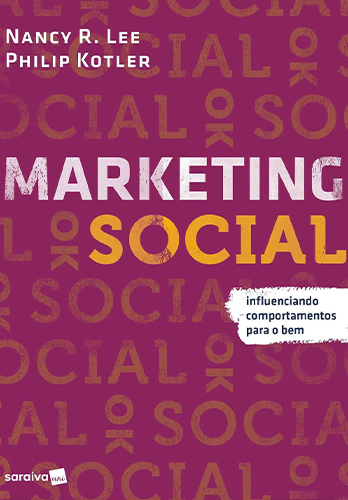 NANCY R. LEE
PHILIP KOTLER
MARKETING
SOCIAL
influenciando
comportamentos
para o bem
saraiva uni